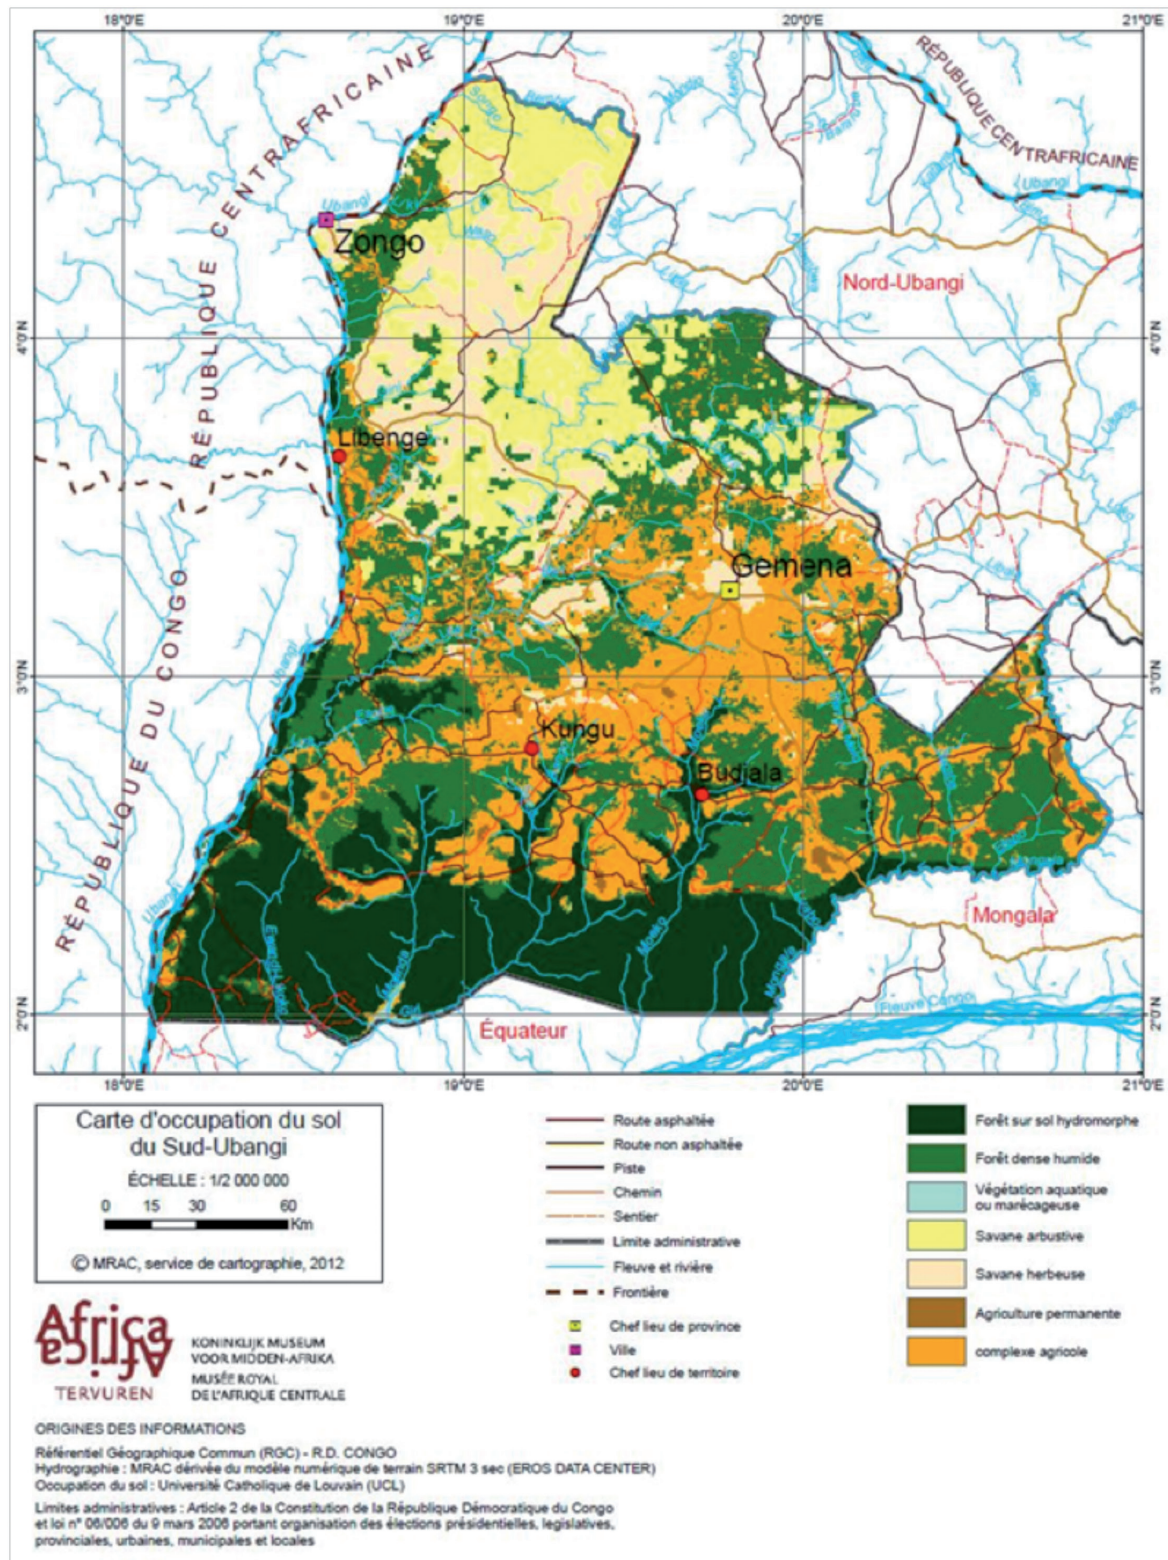 18°0'E
19°0'E
20°0'E
21°0'E
RÉPUBLIQUE CENTRAFRICAINE
RÉPUBLIQUE CENTRAFRICAINE
Ubangi
Ubangi
Zongo
Nord-Ubangi
4°0'N
4°0'N
Libenge
Gemena
RÉPUBLIQUE DU CONGO
Ubangi
3°0'N
3°0'N
Kungu
Budjala
Ubangi
Mongala
Fleuve Congo
2°0'N
2°0'N
Équateur
18°0'E
19°0'E
20°0'E
21°0'E
Carte d'occupation du sol
du Sud-Ubangi
ÉCHELLE : 1/2 000 000
0 15 30 60
Km
© MRAC, service de cartographie, 2012
Route asphaltée
Route non asphaltée
Piste
Chemin
Sentier
Limite administrative
Fleuve et rivière
Frontière
Chef lieu de province
Ville
Chef lieu de territoire
Forêt sur sol hydromorphe
Forêt dense humide
Végétation aquatique
ou marécageuse
Savane arbustive
Savane herbeuse
Agriculture permanente
complexe agricole
Africa
Africa
TERVUREN
KONINKLIJK MUSEUM
VOOR MIDDEN-AFRIKA
MUSÉE ROYAL
DE L'AFRIQUE CENTRALE
ORIGINES DES INFORMATIONS
Référentiel Géographique Commun (RGC) - R.D. CONGO
Hydrographie : MRAC dérivée du modèle numérique de terrain SRTM 3 sec (EROS DATA CENTER)
Occupation du sol : Université Catholique de Louvain (UCL)
Limites administratives : Article 2 de la Constitution de la République Démocratique du Congo
et loi n° 06/006 du 9 mars 2006 portant organisation des élections présidentielles, legislatives,
provinciales, urbaines, municipales et locales